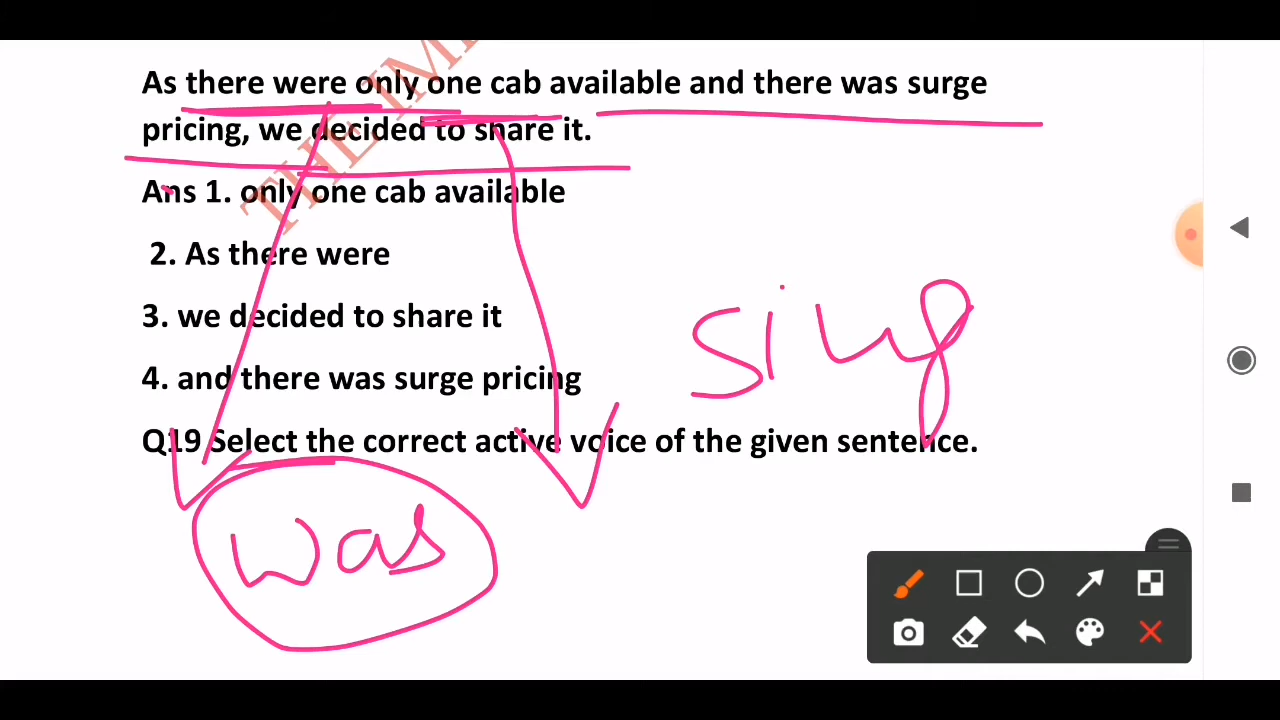 As there were only one cab available and there was surge
pricing, we decided to share it.
Ans 1. only one cab available
2. As there were
3. we decided to share it
4. and there was surge pricing
Q19 Select the correct active voice of the given sentence.
sing
was
THE IM